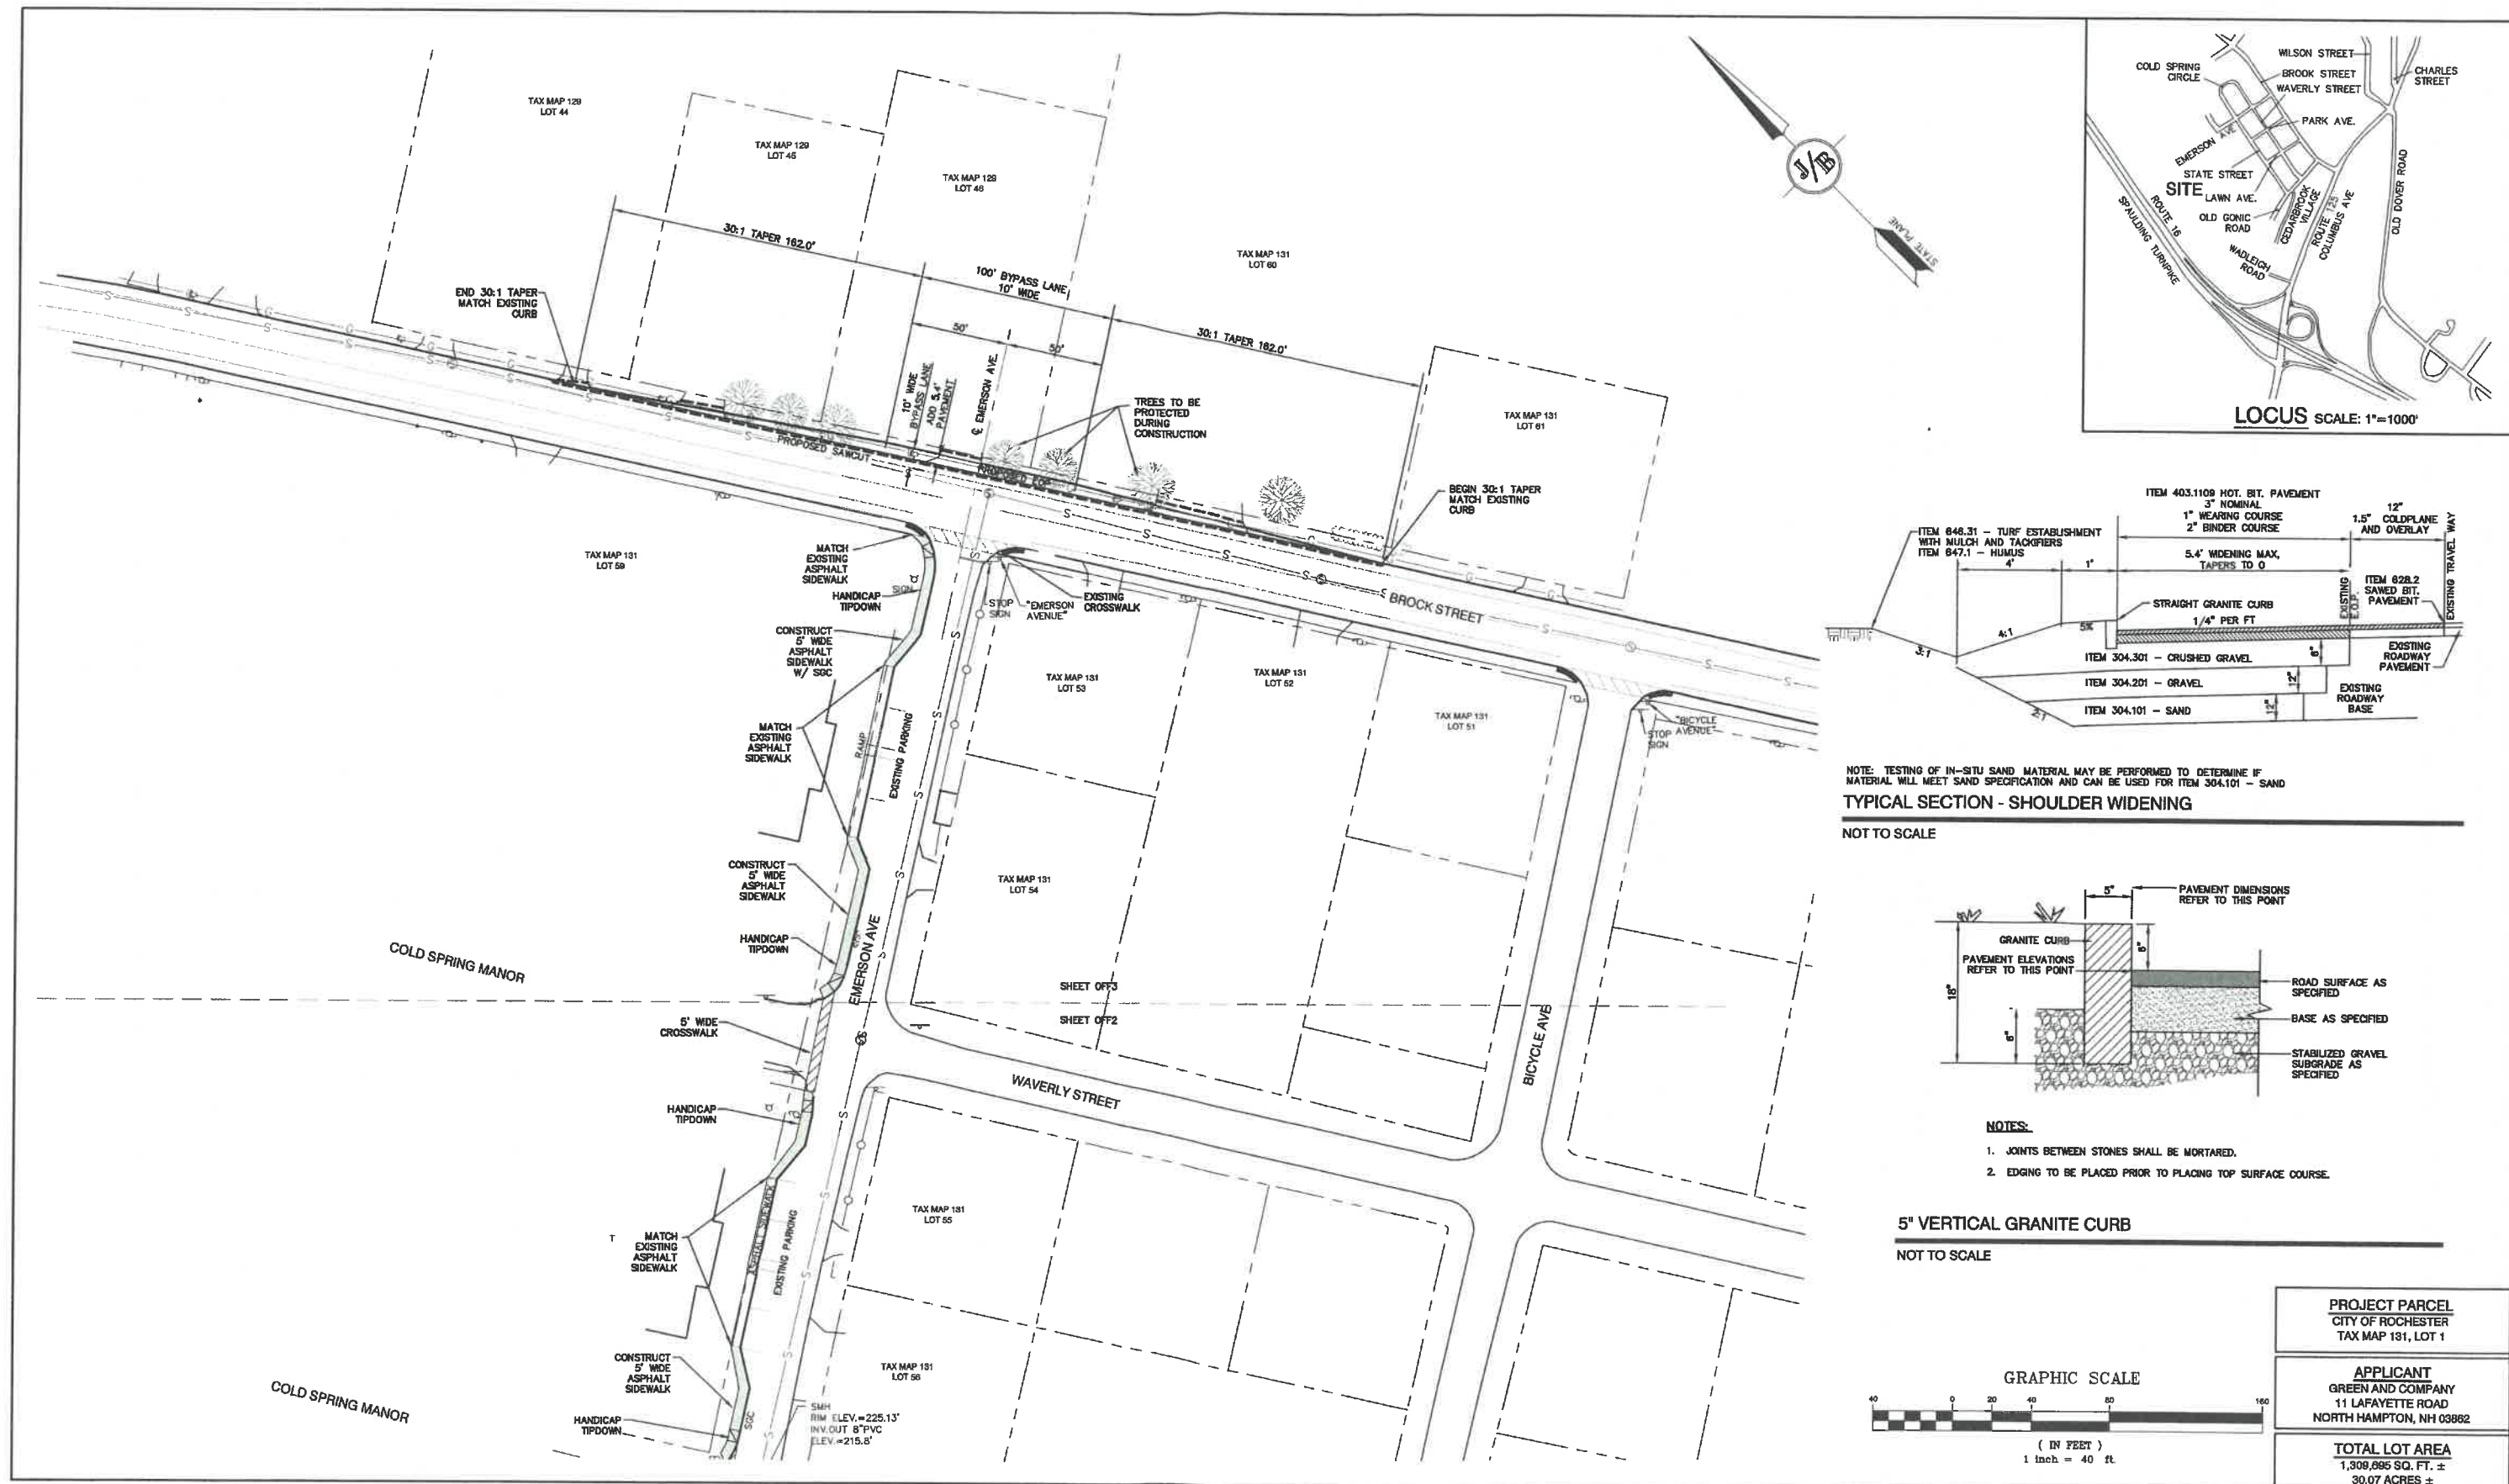 TAX MAP 129
LOT 44
TAX MAP 129
LOT 45
TAX MAP 129
LOT 46
TAX MAP 131
LOT 60
TAX MAP 131
LOT 61
30:1 TAPER 162.0'
100' BYPASS LANE
10' WIDE
30:1 TAPER 162.0'
50'
50'
END 30:1 TAPER
MATCH EXISTING
CURB
10' WIDE
BYPASS LANE
ADD 5.4'
PAVEMENT
℄ EMERSON AVE.
TREES TO BE
PROTECTED
DURING
CONSTRUCTION
PROPOSED SAWCUT
PROPOSED EOP
BEGIN 30:1 TAPER
MATCH EXISTING
CURB
BROCK STREET
TAX MAP 131
LOT 59
MATCH
EXISTING
ASPHALT
SIDEWALK
SIGN
HANDICAP
TIPDOWN
STOP
SIGN
"EMERSON
AVENUE"
EXISTING
CROSSWALK
CONSTRUCT
5' WIDE
ASPHALT
SIDEWALK
W/ SGC
TAX MAP 131
LOT 53
TAX MAP 131
LOT 52
TAX MAP 131
LOT 51
STOP
SIGN
"BICYCLE
AVENUE"
MATCH
EXISTING
ASPHALT
SIDEWALK
RAMP
EXISTING PARKING
CONSTRUCT
5' WIDE
ASPHALT
SIDEWALK
TAX MAP 131
LOT 54
HANDICAP
TIPDOWN
EMERSON AVE
COLD SPRING MANOR
SHEET OFF3
SHEET OFF2
5' WIDE
CROSSWALK
BICYCLE AVE
WAVERLY STREET
HANDICAP
TIPDOWN
TAX MAP 131
LOT 55
ASPHALT SIDEWALK
EXISTING PARKING
T
MATCH
EXISTING
ASPHALT
SIDEWALK
CONSTRUCT
5' WIDE
ASPHALT
SIDEWALK
TAX MAP 131
LOT 56
COLD SPRING MANOR
HANDICAP
TIPDOWN
SGC
SMH
RIM ELEV.=225.13'
INV.OUT 8"PVC
ELEV.=215.8'
J/B
STATE PLANE
WILSON STREET
COLD SPRING
CIRCLE
BROOK STREET
CHARLES
STREET
WAVERLY STREET
PARK AVE.
EMERSON AVE
STATE STREET
SITE
LAWN AVE.
OLD GONIC
ROAD
CEDARBROOK
VILLAGE
ROUTE 125
COLUMBUS AVE
OLD DOVER ROAD
ROUTE 16
SPAULDING TURNPIKE
WADLEIGH
ROAD
LOCUS SCALE: 1"=1000'
ITEM 403.1109 HOT. BIT. PAVEMENT
3" NOMINAL
1" WEARING COURSE
2" BINDER COURSE
12"
1.5" COLDPLANE
AND OVERLAY
EXISTING TRAVEL WAY
ITEM 646.31 - TURF ESTABLISHMENT
WITH MULCH AND TACKIFIERS
ITEM 647.1 - HUMUS
4'
1'
5.4' WIDENING MAX,
TAPERS TO 0
EXISTING
E.O.P.
ITEM 628.2
SAWED BIT.
PAVEMENT
STRAIGHT GRANITE CURB
1/4" PER FT
3:1
4:1
5%
ITEM 304.301 - CRUSHED GRAVEL
6"
EXISTING
ROADWAY
PAVEMENT
ITEM 304.201 - GRAVEL
12"
EXISTING
ROADWAY
BASE
2:1
ITEM 304.101 - SAND
12"
NOTE: TESTING OF IN-SITU SAND MATERIAL MAY BE PERFORMED TO DETERMINE IF
MATERIAL WILL MEET SAND SPECIFICATION AND CAN BE USED FOR ITEM 304.101 - SAND
TYPICAL SECTION - SHOULDER WIDENING
NOT TO SCALE
5"
PAVEMENT DIMENSIONS
REFER TO THIS POINT
GRANITE CURB
6"
PAVEMENT ELEVATIONS
REFER TO THIS POINT
18"
ROAD SURFACE AS
SPECIFIED
BASE AS SPECIFIED
6"
STABILIZED GRAVEL
SUBGRADE AS
SPECIFIED
NOTES:
1. JOINTS BETWEEN STONES SHALL BE MORTARED.
2. EDGING TO BE PLACED PRIOR TO PLACING TOP SURFACE COURSE.
5" VERTICAL GRANITE CURB
NOT TO SCALE
GRAPHIC SCALE
40 0 20 40 80 160
( IN FEET )
1 inch = 40 ft.
PROJECT PARCEL
CITY OF ROCHESTER
TAX MAP 131, LOT 1
APPLICANT
GREEN AND COMPANY
11 LAFAYETTE ROAD
NORTH HAMPTON, NH 03862
TOTAL LOT AREA
1,309,695 SQ. FT. ±
30.07 ACRES ±